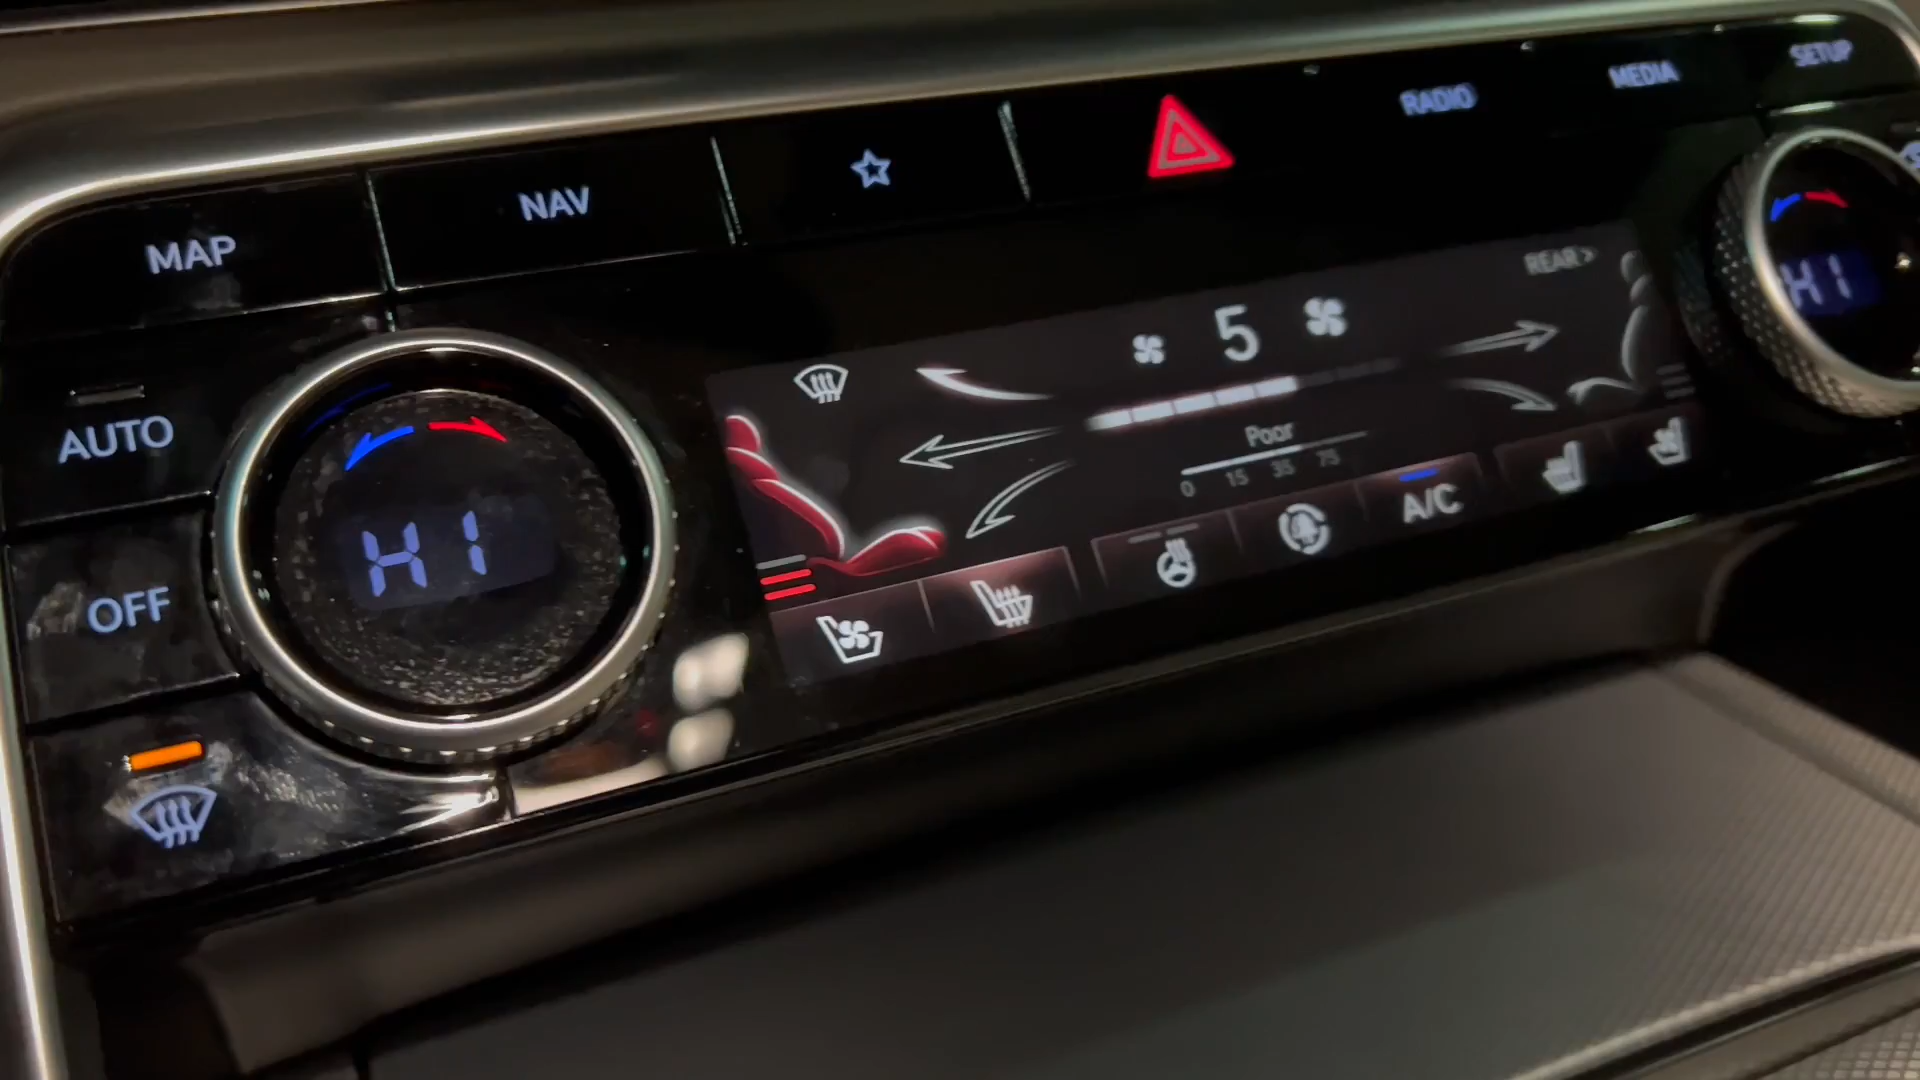 MAP
NAV
RADIO
MEDIA
SETUP
AUTO
OFF
HI
REAR >
5
Poor
0 15 35 75
A/C
HI